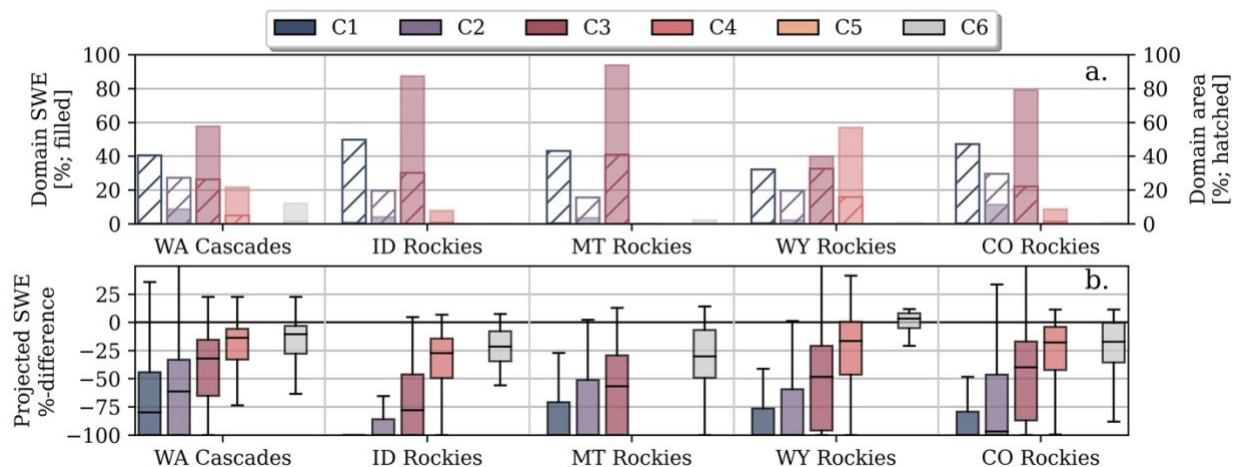 C1 C2 C3 C4 C5 C6
a.
Domain SWE
[%; filled]
100
80
60
40
20
0
100
80
60
40
20
0
Domain area
[%; hatched]
WA Cascades ID Rockies MT Rockies WY Rockies CO Rockies
b.
Projected SWE
%-difference
25
0
−25
−50
−75
−100
WA Cascades ID Rockies MT Rockies WY Rockies CO Rockies